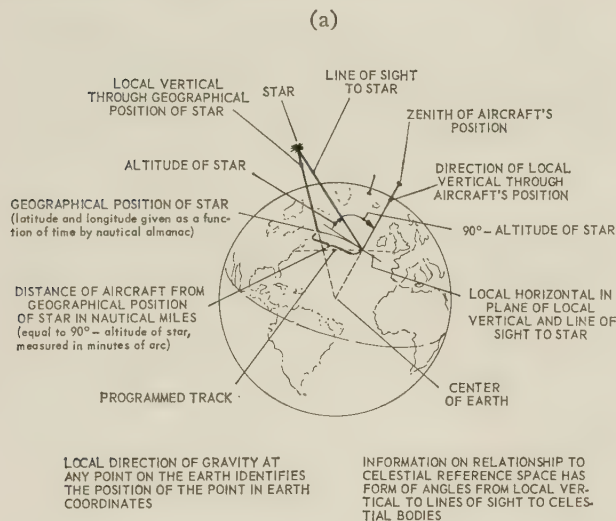 (a)
LOCAL VERTICAL
THROUGH GEOGRAPHICAL
POSITION OF STAR
STAR
LINE OF SIGHT
TO STAR
ZENITH OF AIRCRAFT'S
POSITION
ALTITUDE OF STAR
DIRECTION OF LOCAL
VERTICAL THROUGH
AIRCRAFT'S POSITION
GEOGRAPHICAL POSITION OF STAR
(latitude and longitude given as a func-
tion of time by nautical almanac)
90° – ALTITUDE OF STAR
DISTANCE OF AIRCRAFT FROM
GEOGRAPHICAL POSITION
OF STAR IN NAUTICAL MILES
(equal to 90° – altitude of star,
measured in minutes of arc)
LOCAL HORIZONTAL IN
PLANE OF LOCAL
VERTICAL AND LINE OF
SIGHT TO STAR
PROGRAMMED TRACK
CENTER
OF EARTH
LOCAL DIRECTION OF GRAVITY AT
ANY POINT ON THE EARTH IDENTIFIES
THE POSITION OF THE POINT IN EARTH
COORDINATES
INFORMATION ON RELATIONSHIP TO
CELESTIAL REFERENCE SPACE HAS
FORM OF ANGLES FROM LOCAL VER-
TICAL TO LINES OF SIGHT TO CELES-
TIAL BODIES